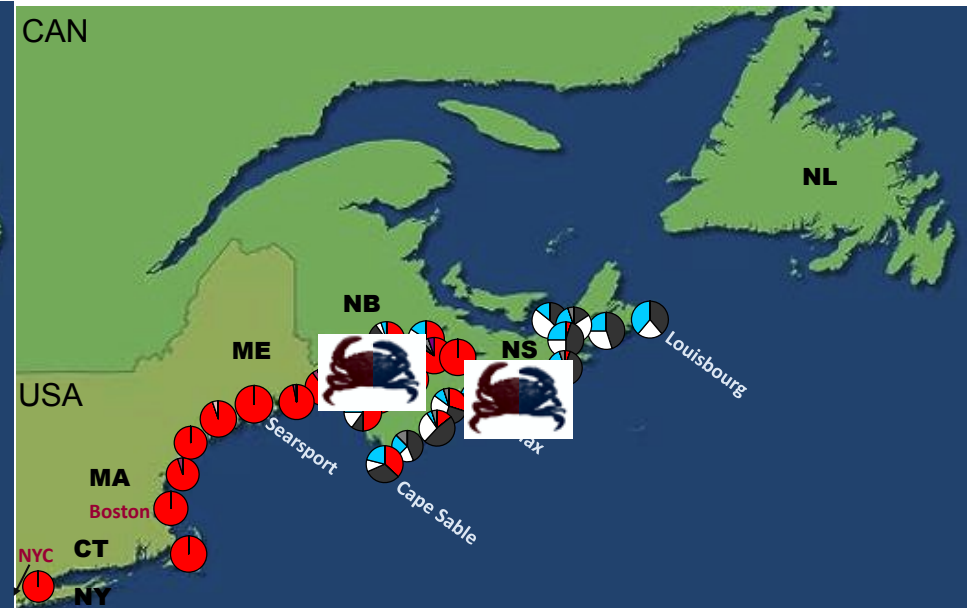 CAN
NL
NB
ME
NS
Louisbourg
USA
Searsport
MA
Cape Sable
Boston
CT
NYC
NY